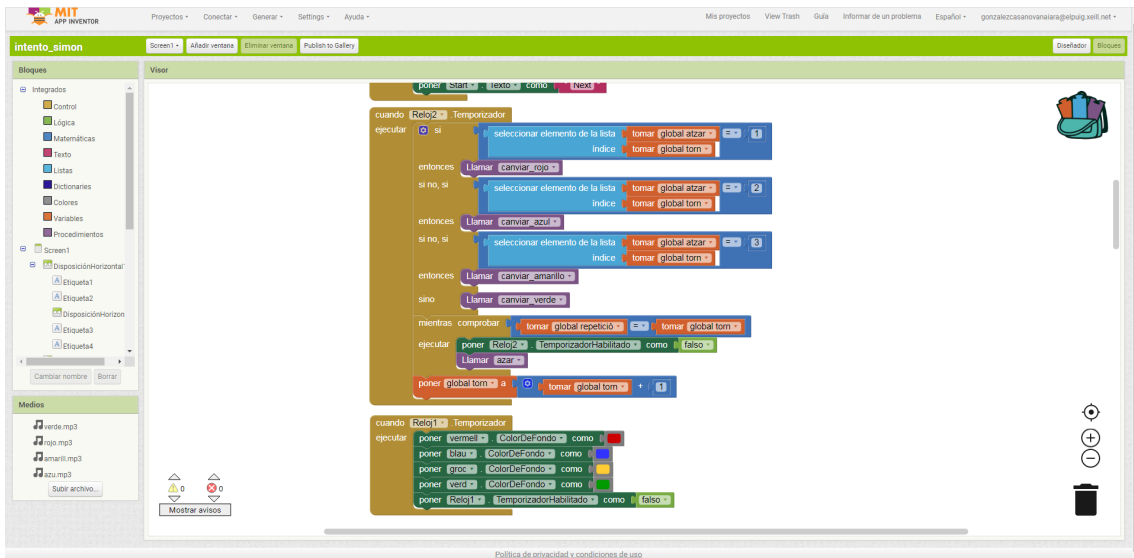 MIT
APP INVENTOR
Proyectos Conectar Generar Settings Ayuda
Mis proyectos View Trash Guía Informar de un problema Español gonzalezcasanovanaiara@elpuig.xeill.net
intento_simon
Screen1 Añadir ventana Eliminar ventana Publish to Gallery
Diseñador Bloques
Bloques
Visor
Integrados
Control
Lógica
Matemáticas
Texto
Listas
Dictionaries
Colores
Variables
Procedimientos
Screen1
DisposiciónHorizontal
Etiqueta1
Etiqueta2
DisposiciónHorizon
Etiqueta3
Etiqueta4
Cambiar nombre Borrar
Medios
verde.mp3
rojo.mp3
amarill.mp3
azu.mp3
Subir archivo...
poner Start . Texto como " Next "
cuando Reloj2 .Temporizador
ejecutar si seleccionar elemento de la lista tomar global atzar = 1
índice tomar global torn
entonces Llamar canviar_rojo
si no, si seleccionar elemento de la lista tomar global atzar = 2
índice tomar global torn
entonces Llamar canviar_azul
si no, si seleccionar elemento de la lista tomar global atzar = 3
índice tomar global torn
entonces Llamar canviar_amarillo
sino Llamar canviar_verde
mientras comprobar tomar global repetició = tomar global torn
ejecutar poner Reloj2 . TemporizadorHabilitado como falso
Llamar azar
poner global torn a tomar global torn + 1
cuando Reloj1 .Temporizador
ejecutar poner vermell . ColorDeFondo como
poner blau . ColorDeFondo como
poner groc . ColorDeFondo como
poner verd . ColorDeFondo como
poner Reloj1 . TemporizadorHabilitado como falso
0 0
Mostrar avisos
Política de privacidad y condiciones de uso